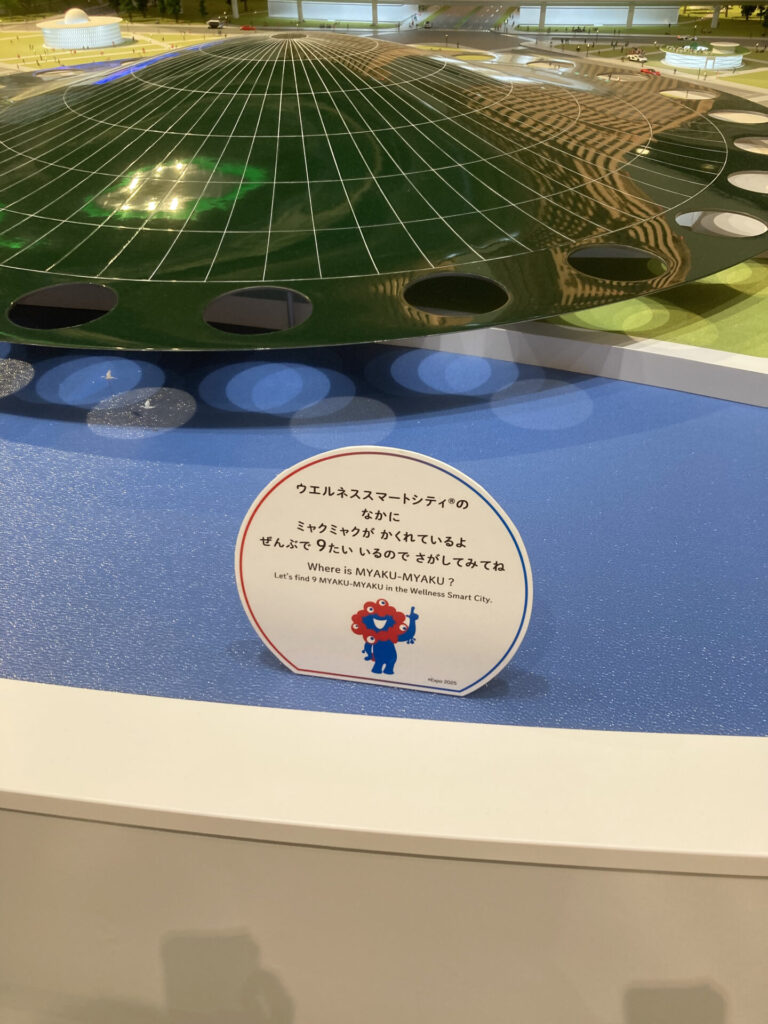 ウエルネススマートシティ®の
なかに
ミャクミャクが かくれているよ
ぜんぶで 9たい いるので さがしてみてね
Where is MYAKU-MYAKU ?
Let's find 9 MYAKU-MYAKU in the Wellness Smart City.
©Expo 2025